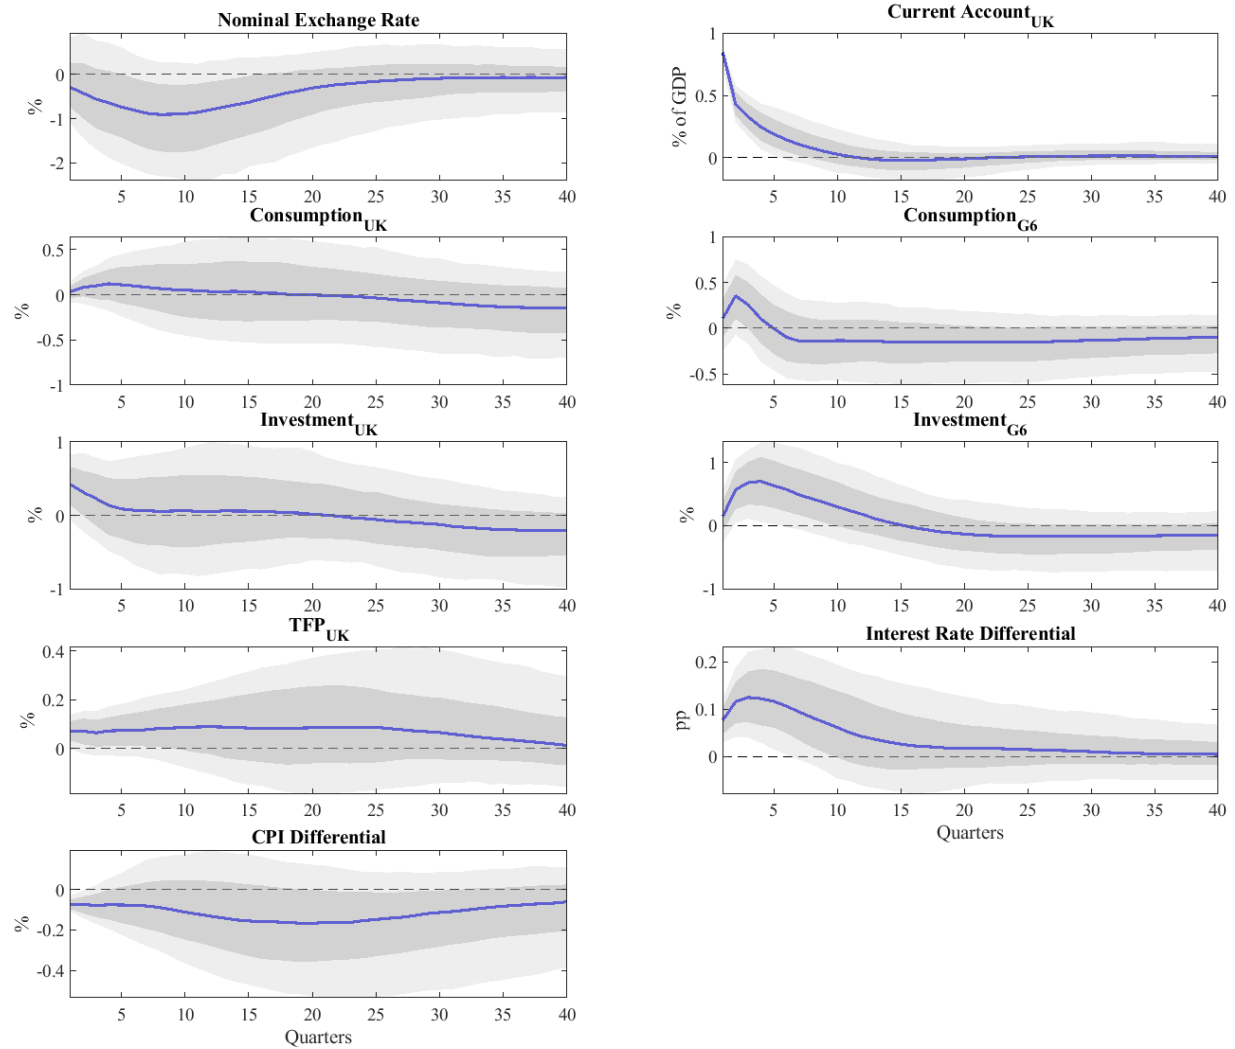 Nominal Exchange Rate
0
-1
-2
%
5 10 15 20 25 30 35 40
Current Account_UK
1
0.5
0
% of GDP
5 10 15 20 25 30 35 40
Consumption_UK
0.5
0
-0.5
-1
%
5 10 15 20 25 30 35 40
Consumption_G6
1
0.5
0
-0.5
%
5 10 15 20 25 30 35 40
Investment_UK
1
0
-1
%
5 10 15 20 25 30 35 40
Investment_G6
1
0
-1
%
5 10 15 20 25 30 35 40
TFP_UK
0.4
0.2
0
%
5 10 15 20 25 30 35 40
Interest Rate Differential
0.2
0.1
0
pp
5 10 15 20 25 30 35 40
Quarters
CPI Differential
0
-0.2
-0.4
%
5 10 15 20 25 30 35 40
Quarters